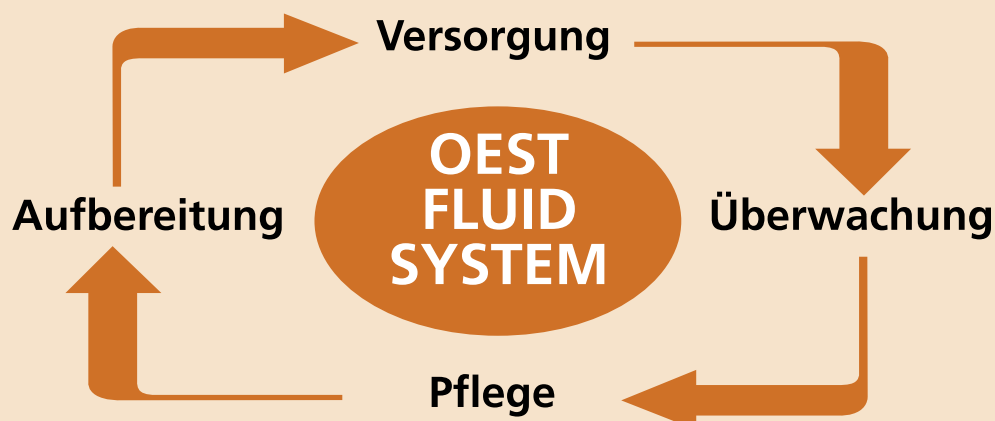 Versorgung
OEST
FLUID
SYSTEM
Aufbereitung
Überwachung
Pflege